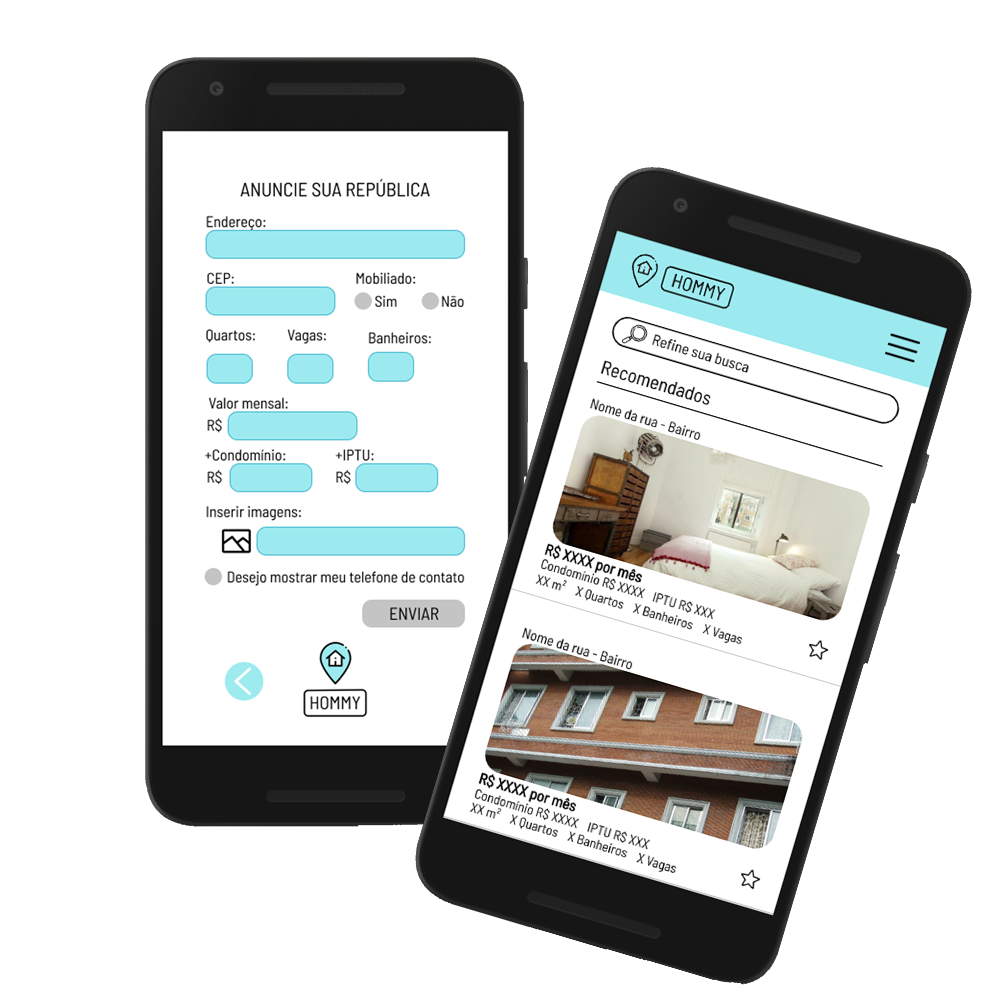 ANUNCIE SUA REPÚBLICA
Endereço:
CEP:
Mobiliado:
Sim
Não
Quartos:
Vagas:
Banheiros:
Valor mensal:
R$
+Condomínio:
+IPTU:
R$
R$
Inserir imagens:
Desejo mostrar meu telefone de contato
ENVIAR
HOMMY
HOMMY
Refine sua busca
Recomendados
Nome da rua - Bairro
R$ XXXX por mês
Condomínio R$ XXXX IPTU R$ XXX
XX m² X Quartos X Banheiros X Vagas
Nome da rua - Bairro
R$ XXXX por mês
Condomínio R$ XXXX IPTU R$ XXX
XX m² X Quartos X Banheiros X Vagas